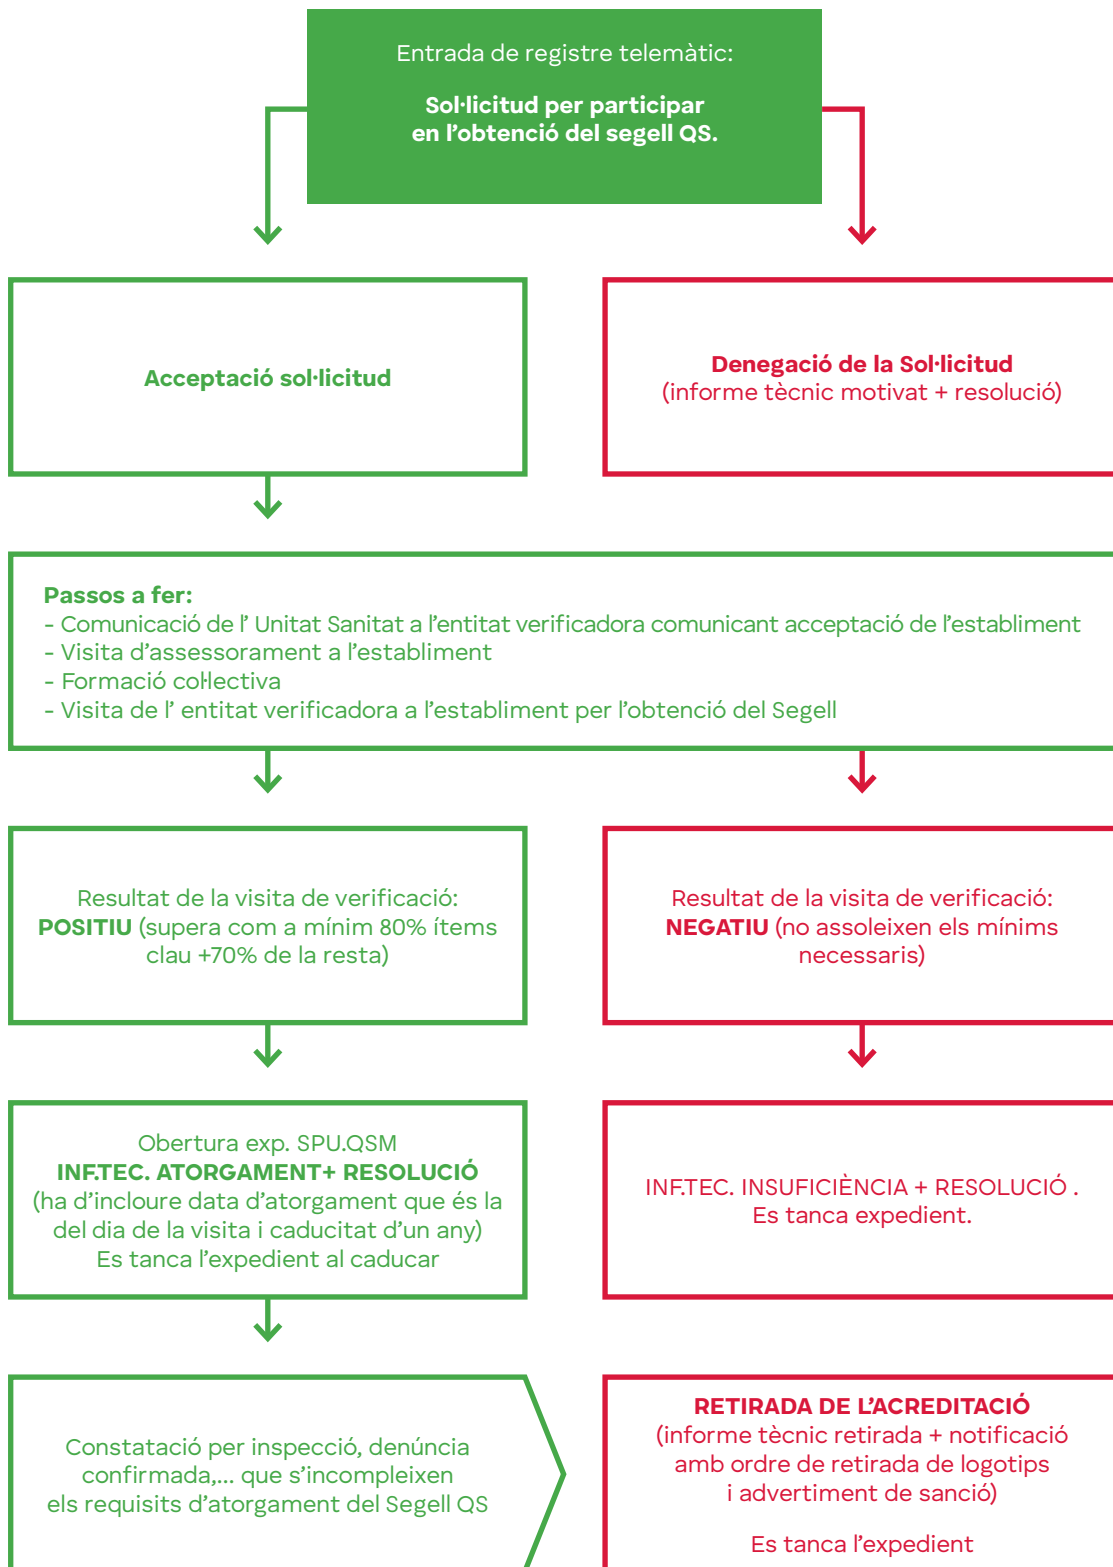 Entrada de registre telemàtic:
Sol·licitud per participar
en l’obtenció del segell QS.
Acceptació sol·licitud
Denegació de la Sol·licitud
(informe tècnic motivat + resolució)
Passos a fer:
- Comunicació de l’ Unitat Sanitat a l’entitat verificadora comunicant acceptació de l’establiment
- Visita d’assessorament a l’establiment
- Formació col·lectiva
- Visita de l’ entitat verificadora a l’establiment per l’obtenció del Segell
Resultat de la visita de verificació:
POSITIU (supera com a mínim 80% ítems
clau +70% de la resta)
Resultat de la visita de verificació:
NEGATIU (no assoleixen els mínims
necessaris)
Obertura exp. SPU.QSM
INF.TEC. ATORGAMENT+ RESOLUCIÓ
(ha d’incloure data d’atorgament que és la
del dia de la visita i caducitat d’un any)
Es tanca l’expedient al caducar
INF.TEC. INSUFICIÈNCIA + RESOLUCIÓ .
Es tanca expedient.
Constatació per inspecció, denúncia
confirmada,... que s’incompleixen
els requisits d’atorgament del Segell QS
RETIRADA DE L’ACREDITACIÓ
(informe tècnic retirada + notificació
amb ordre de retirada de logotips
i advertiment de sanció)
Es tanca l’expedient